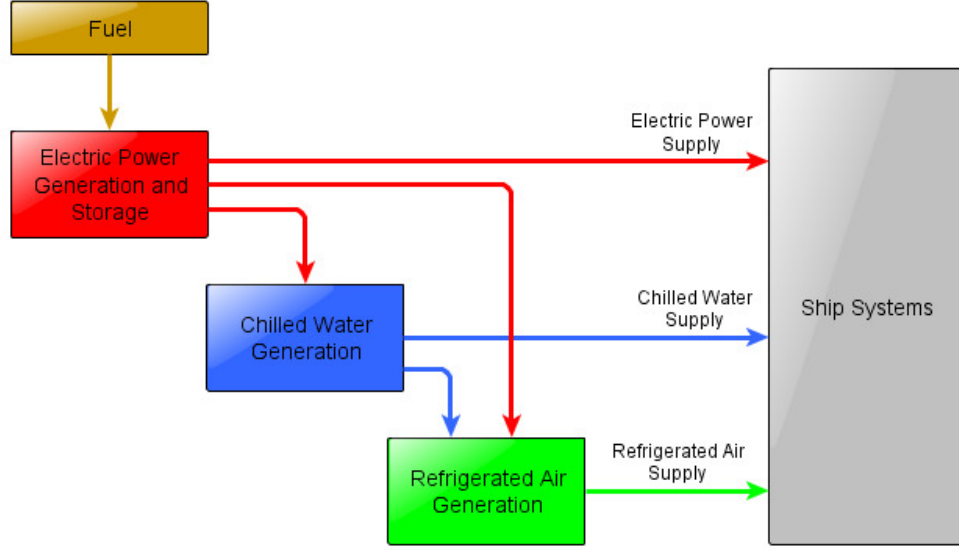 Fuel
Electric Power
Supply
Electric Power
Generation and
Storage
Chilled Water
Supply
Ship Systems
Chilled Water
Generation
Refrigerated Air
Supply
Refrigerated Air
Generation